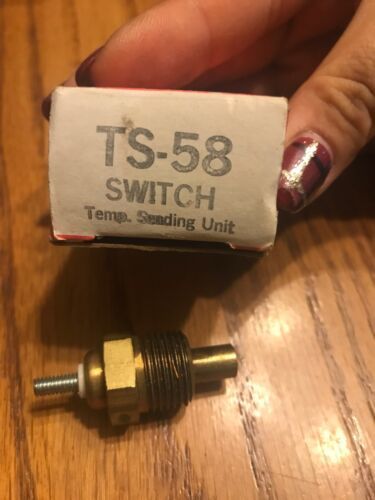 TS-58
SWITCH
Temp. Sending Unit